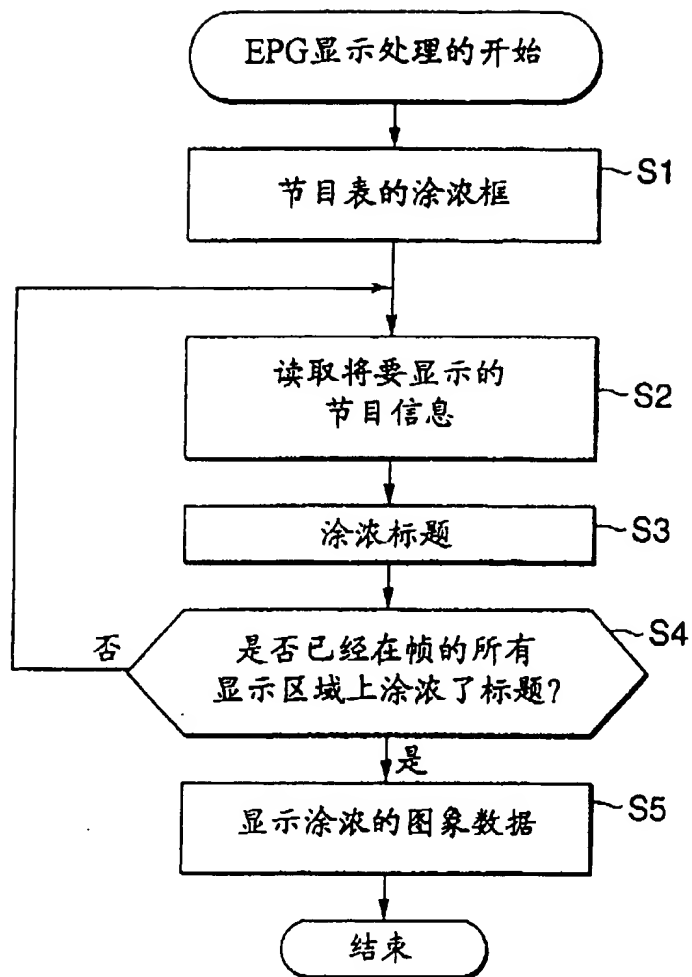 EPG显示处理的开始
节目表的涂浓框
S1
读取将要显示的
节目信息
S2
涂浓标题
S3
是否已经在帧的所有
显示区域上涂浓了标题?
S4
否
是
显示涂浓的图象数据
S5
结束